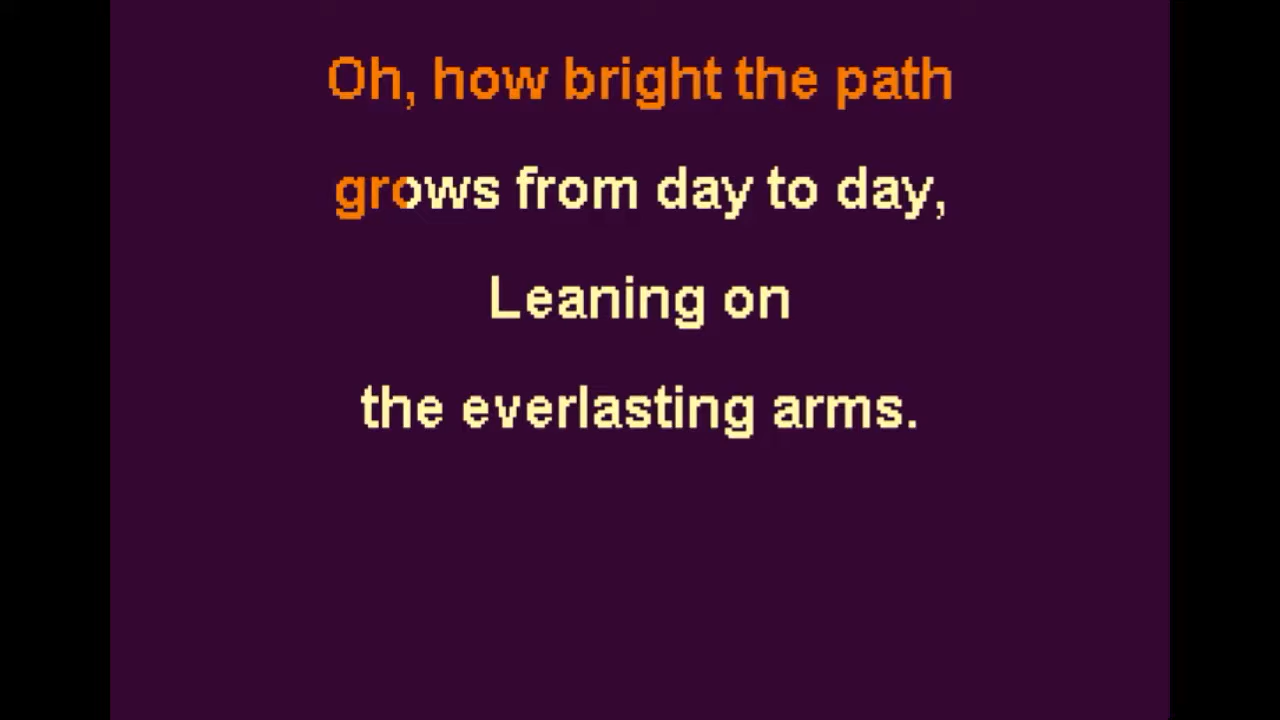 Oh, how bright the path
grows from day to day,
Leaning on
the everlasting arms.